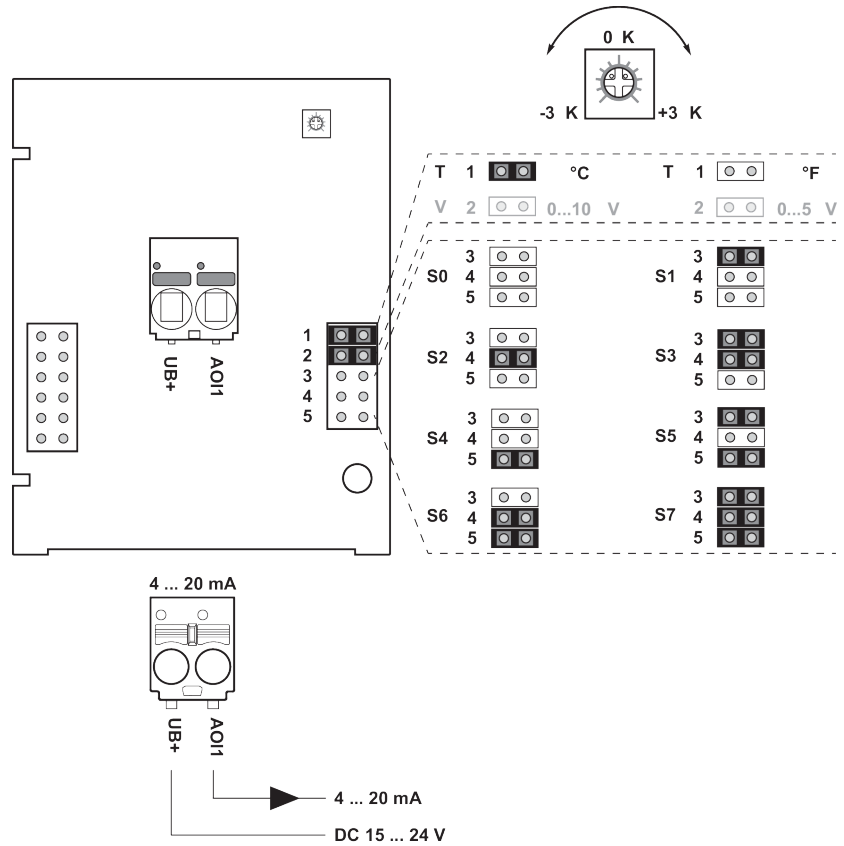 0 K
-3 K +3 K
T 1 °C T 1 °F
V 2 0...10 V 2 0...5 V
S0 3 4 5 S1 3 4 5
S2 3 4 5 S3 3 4 5
S4 3 4 5 S5 3 4 5
S6 3 4 5 S7 3 4 5
1
2
3
4
5
UB+ AOI1
4 ... 20 mA
UB+ AOI1
4 ... 20 mA
DC 15 ... 24 V